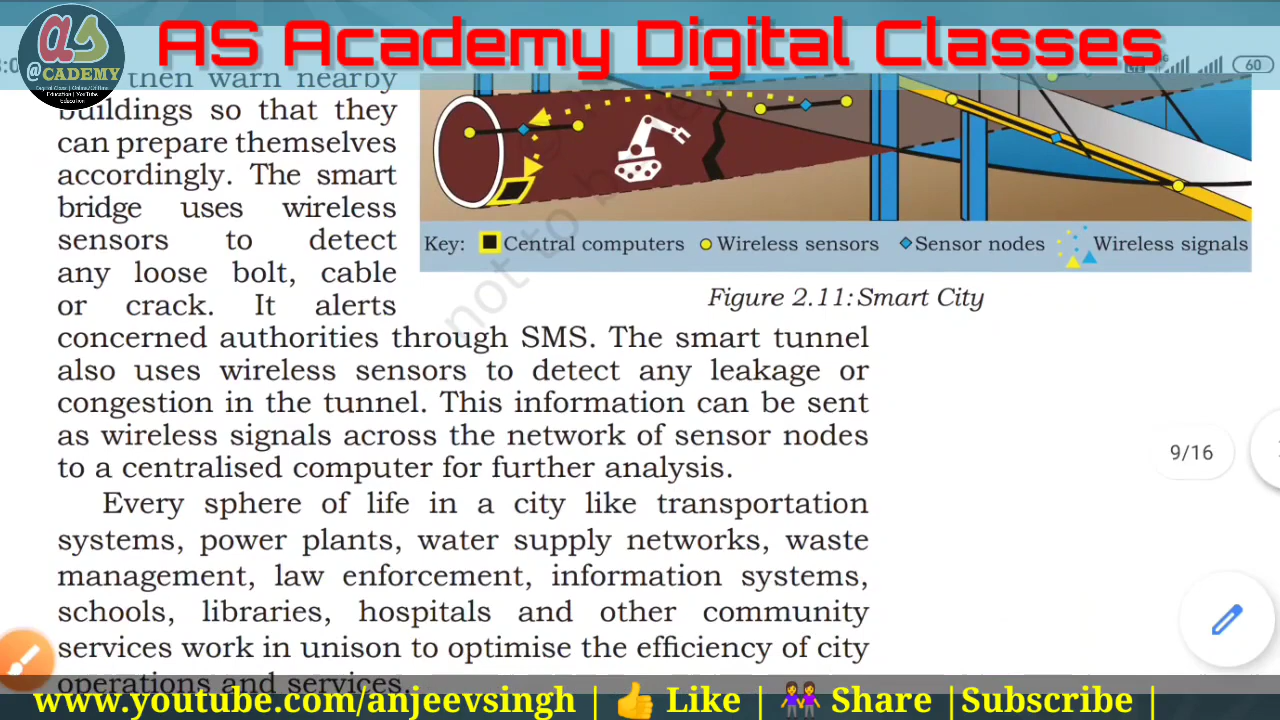 AS Academy Digital Classes
as
@CADEMY
Education
60
then warn nearby
buildings so that they
can prepare themselves
accordingly. The smart
bridge uses wireless
sensors to detect
any loose bolt, cable
or crack. It alerts
concerned authorities through SMS. The smart tunnel
also uses wireless sensors to detect any leakage or
congestion in the tunnel. This information can be sent
as wireless signals across the network of sensor nodes
to a centralised computer for further analysis.
Every sphere of life in a city like transportation
systems, power plants, water supply networks, waste
management, law enforcement, information systems,
schools, libraries, hospitals and other community
services work in unison to optimise the efficiency of city
operations and services.
Key: Central computers Wireless sensors Sensor nodes Wireless signals
Figure 2.11: Smart City
not to be
9/16
www.youtube.com/anjeevsingh | 👍 Like | 👭 Share |Subscribe |